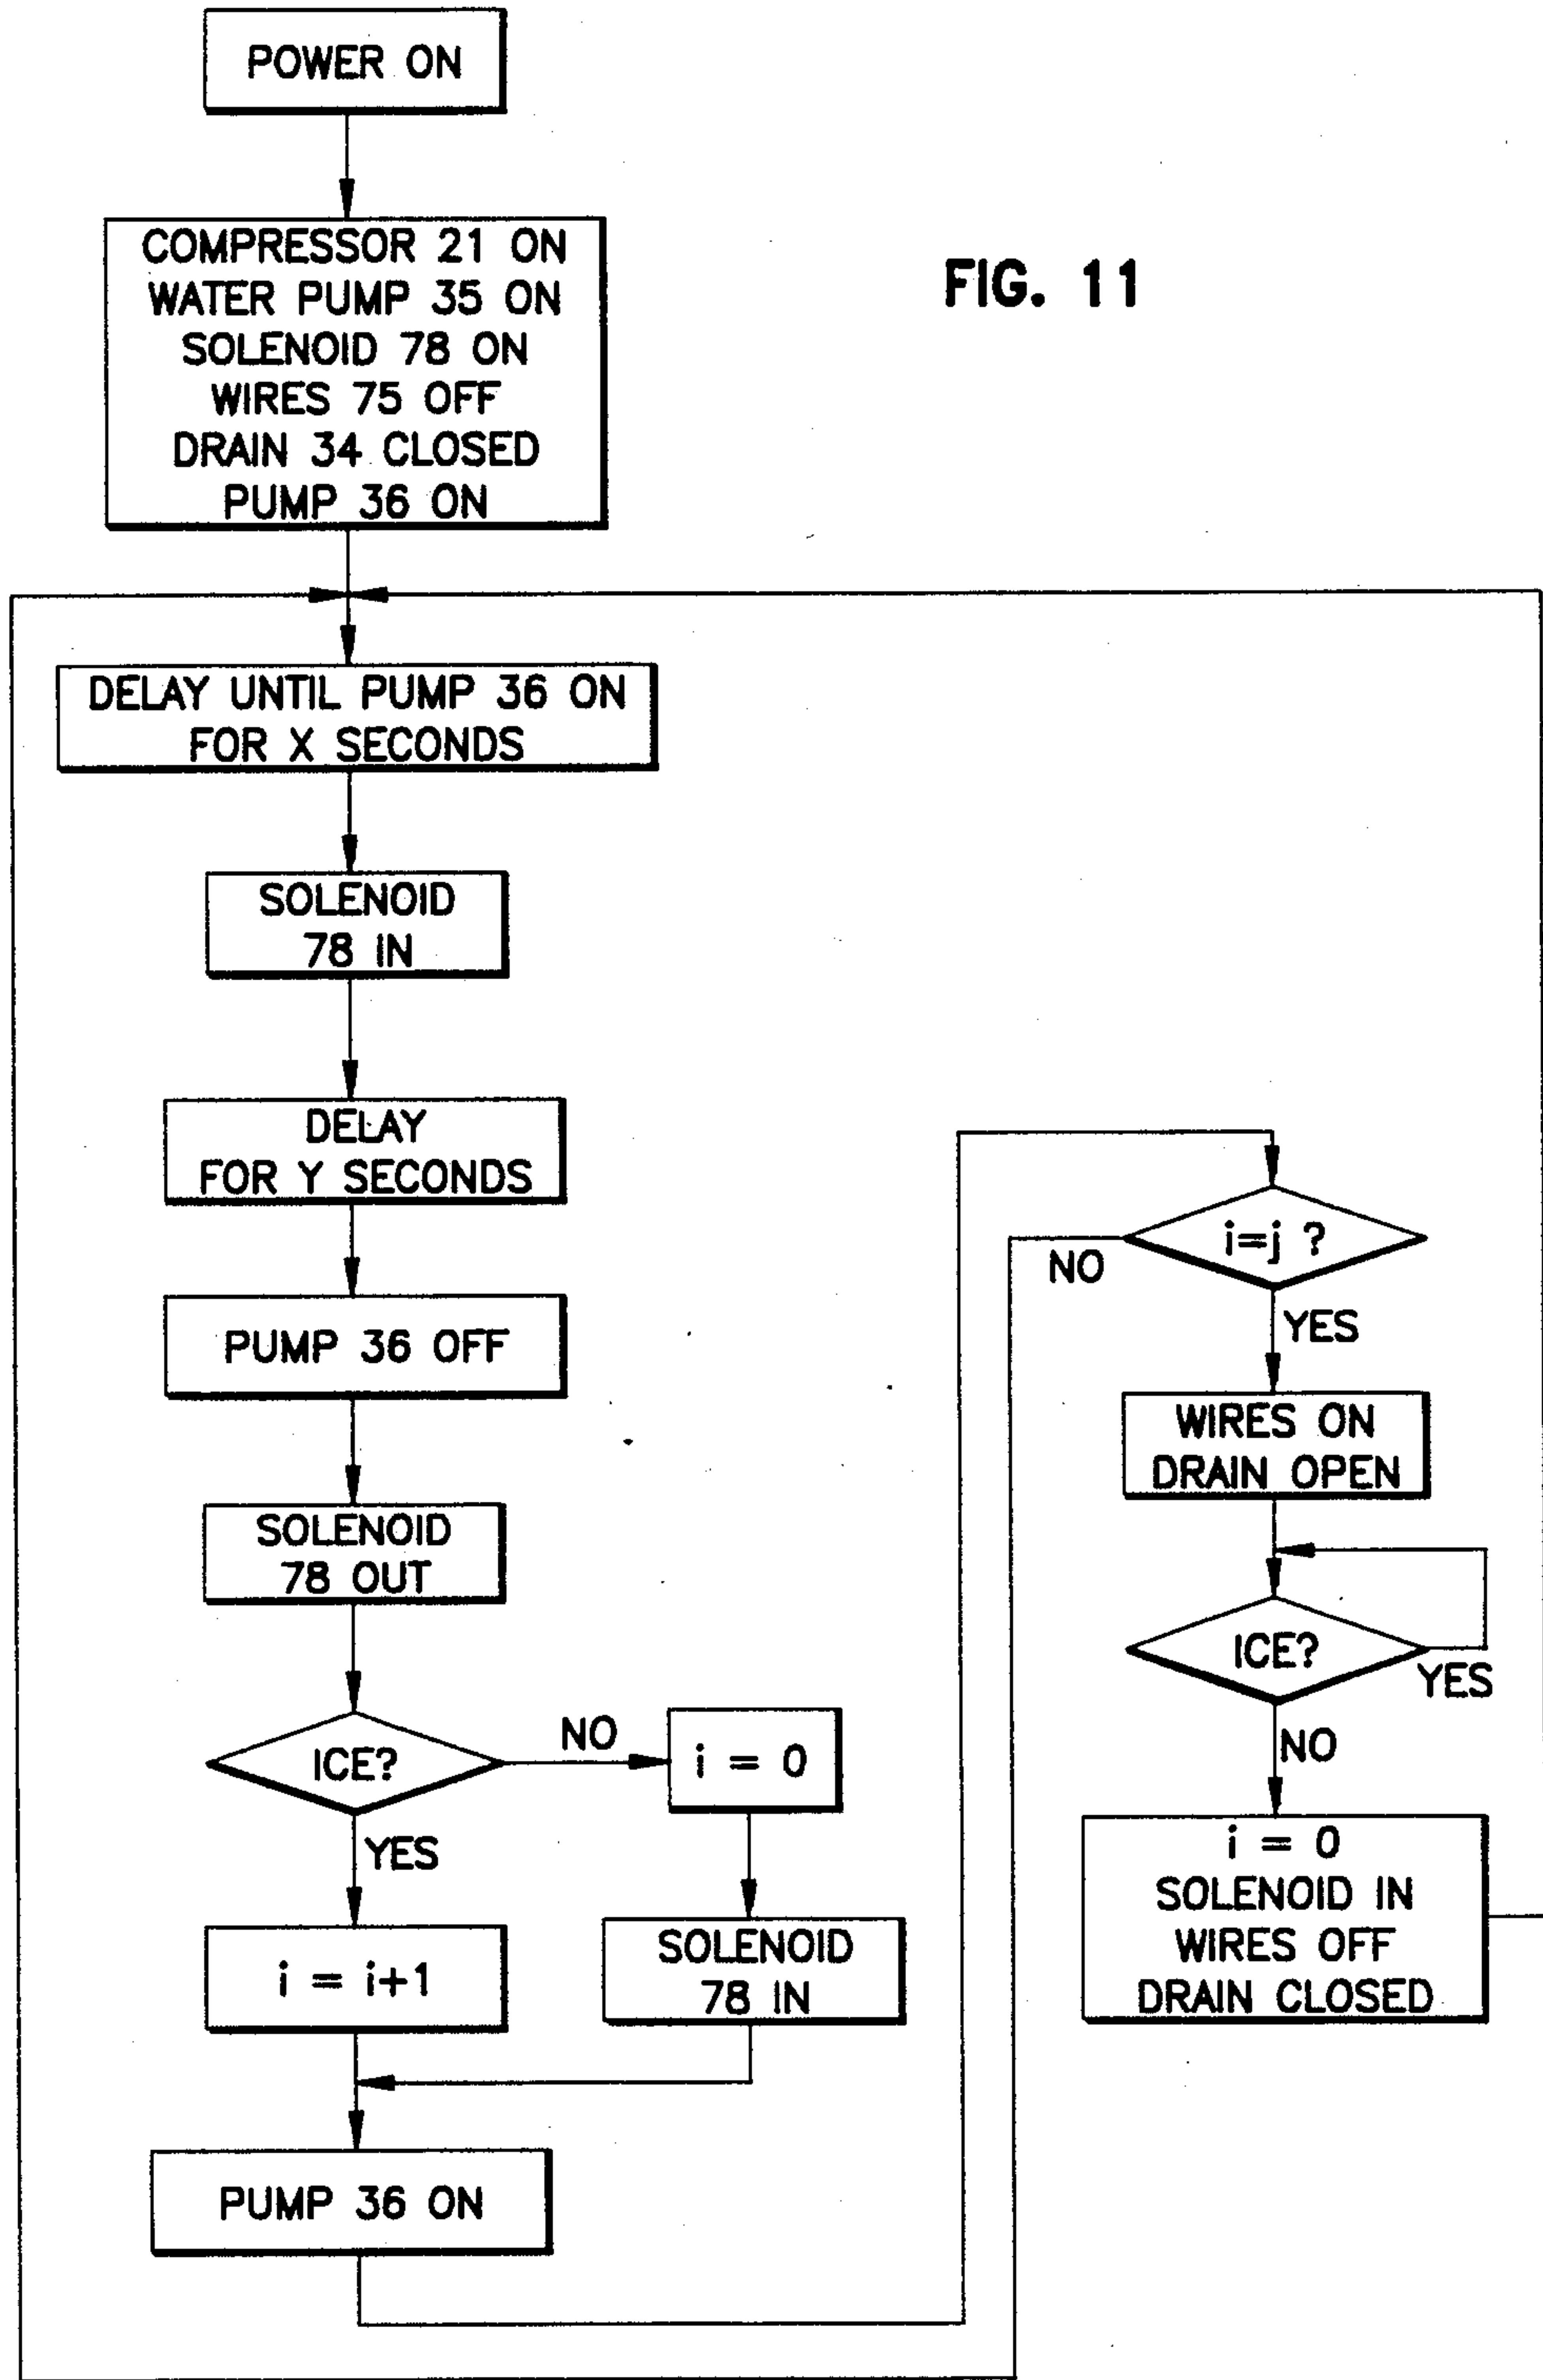 POWER ON
COMPRESSOR 21 ON
WATER PUMP 35 ON
SOLENOID 78 ON
WIRES 75 OFF
DRAIN 34 CLOSED
PUMP 36 ON
FIG. 11
DELAY UNTIL PUMP 36 ON
FOR X SECONDS
SOLENOID
78 IN
DELAY
FOR Y SECONDS
PUMP 36 OFF
SOLENOID
78 OUT
ICE?
NO
i = 0
YES
i = i+1
SOLENOID
78 IN
PUMP 36 ON
i=j ?
NO
YES
WIRES ON
DRAIN OPEN
ICE?
YES
NO
i = 0
SOLENOID IN
WIRES OFF
DRAIN CLOSED